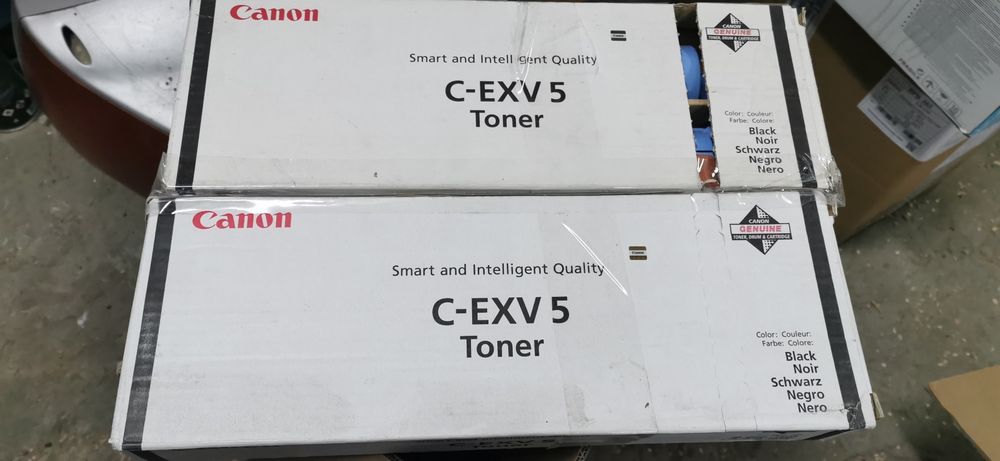 Canon
Smart and Intelligent Quality
C-EXV 5
Toner
CANON
GENUINE
TONER, DRUM & CARTRIDGE
Color: Couleur:
Farbe: Colore:
Black
Noir
Schwarz
Negro
Nero
Canon
Smart and Intelligent Quality
C-EXV 5
Toner
CANON
GENUINE
TONER, DRUM & CARTRIDGE
Color: Couleur:
Farbe: Colore:
Black
Noir
Schwarz
Negro
Nero
C-EXV 5